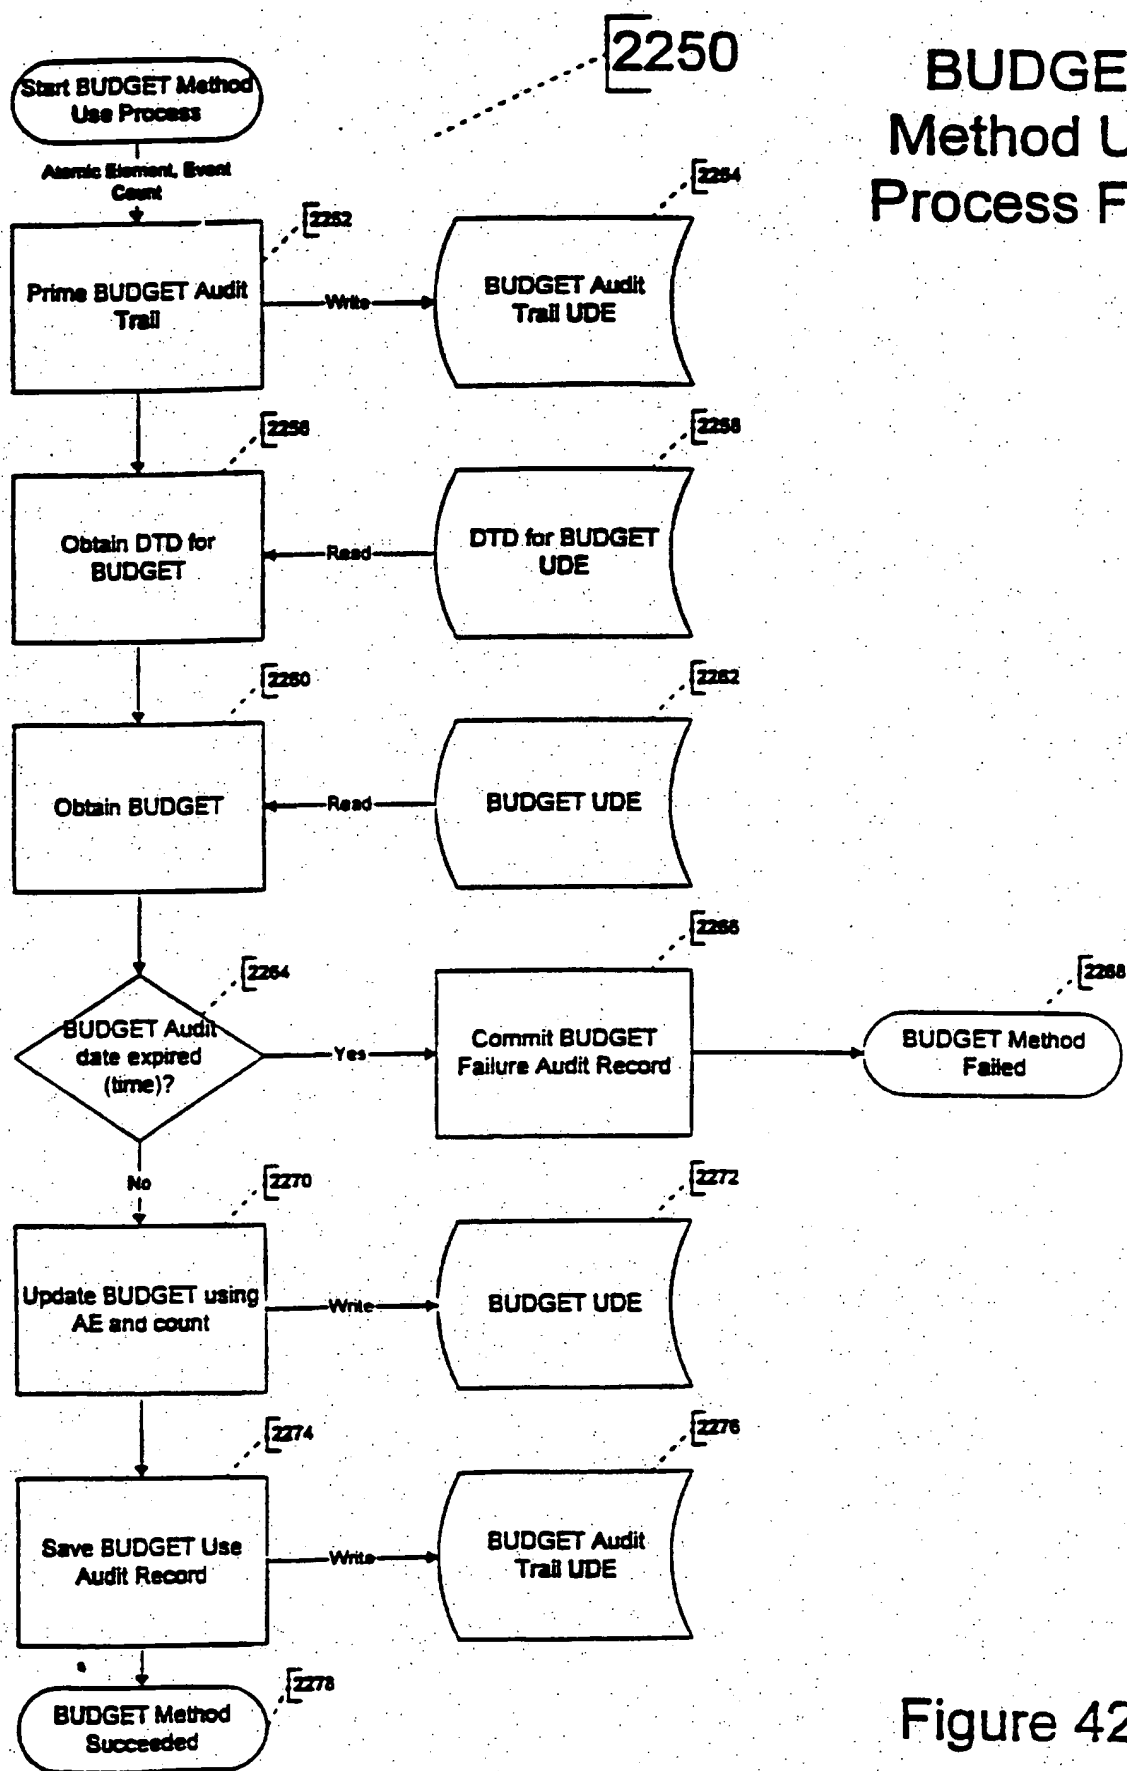 2250
BUDGE
Method U
Process F
Start BUDGET Method
Use Process
Atomic Element, Event
Count
2252
2254
Prime BUDGET Audit
Trail
Write
BUDGET Audit
Trail UDE
2256
2258
Obtain DTD for
BUDGET
Read
DTD for BUDGET
UDE
2260
2262
Obtain BUDGET
Read
BUDGET UDE
2264
2266
2268
BUDGET Audit
date expired
(time)?
Yes
Commit BUDGET
Failure Audit Record
BUDGET Method
Failed
No
2270
2272
Update BUDGET using
AE and count
Write
BUDGET UDE
2274
2276
Save BUDGET Use
Audit Record
Write
BUDGET Audit
Trail UDE
2278
BUDGET Method
Succeeded
Figure 42